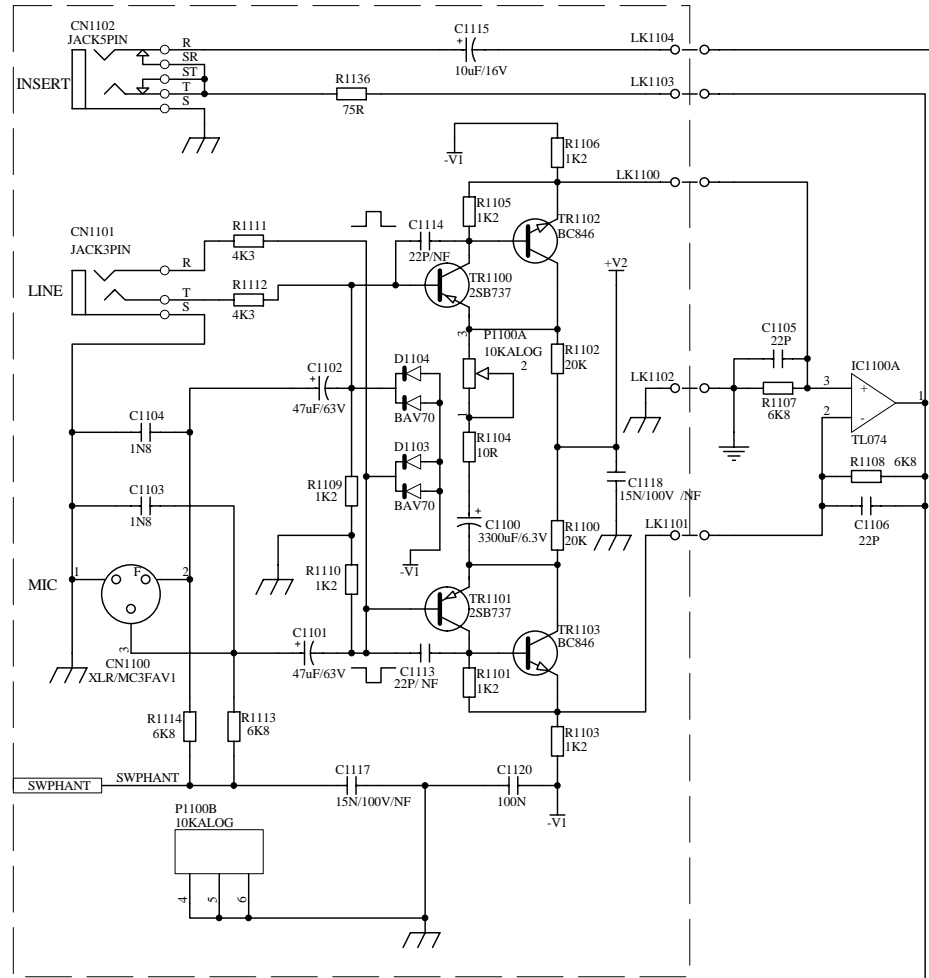 CN1102
JACK5PIN
INSERT
R
SR
ST
T
S
C1115
+
10uF/16V
LK1104
R1136
75R
LK1103
-V1
R1106
1K2
LK1100
R1105
1K2
TR1102
BC846
CN1101
JACK3PIN
LINE
R
T
S
R1111
4K3
R1112
4K3
C1114
22P/NF
TR1100
2SB737
+V2
3
P1100A
10KALOG
2
1
R1102
20K
C1105
22P
LK1102
R1107
6K8
IC1100A
3
+
2
-
1
TL074
C1102
+
47uF/63V
D1104
BAV70
D1103
BAV70
R1104
10R
C1104
1N8
C1103
1N8
R1109
1K2
R1110
1K2
+
C1100
3300uF/6.3V
-V1
R1100
20K
C1118
15N/100V /NF
LK1101
R1108 6K8
C1106
22P
MIC
1
F
2
3
CN1100
XLR/MC3FAV1
C1101
+
47uF/63V
TR1101
2SB737
TR1103
BC846
C1113
22P/ NF
R1101
1K2
R1114
6K8
R1113
6K8
R1103
1K2
SWPHANT
SWPHANT
C1117
15N/100V/NF
C1120
100N
-V1
P1100B
10KALOG
4
5
6